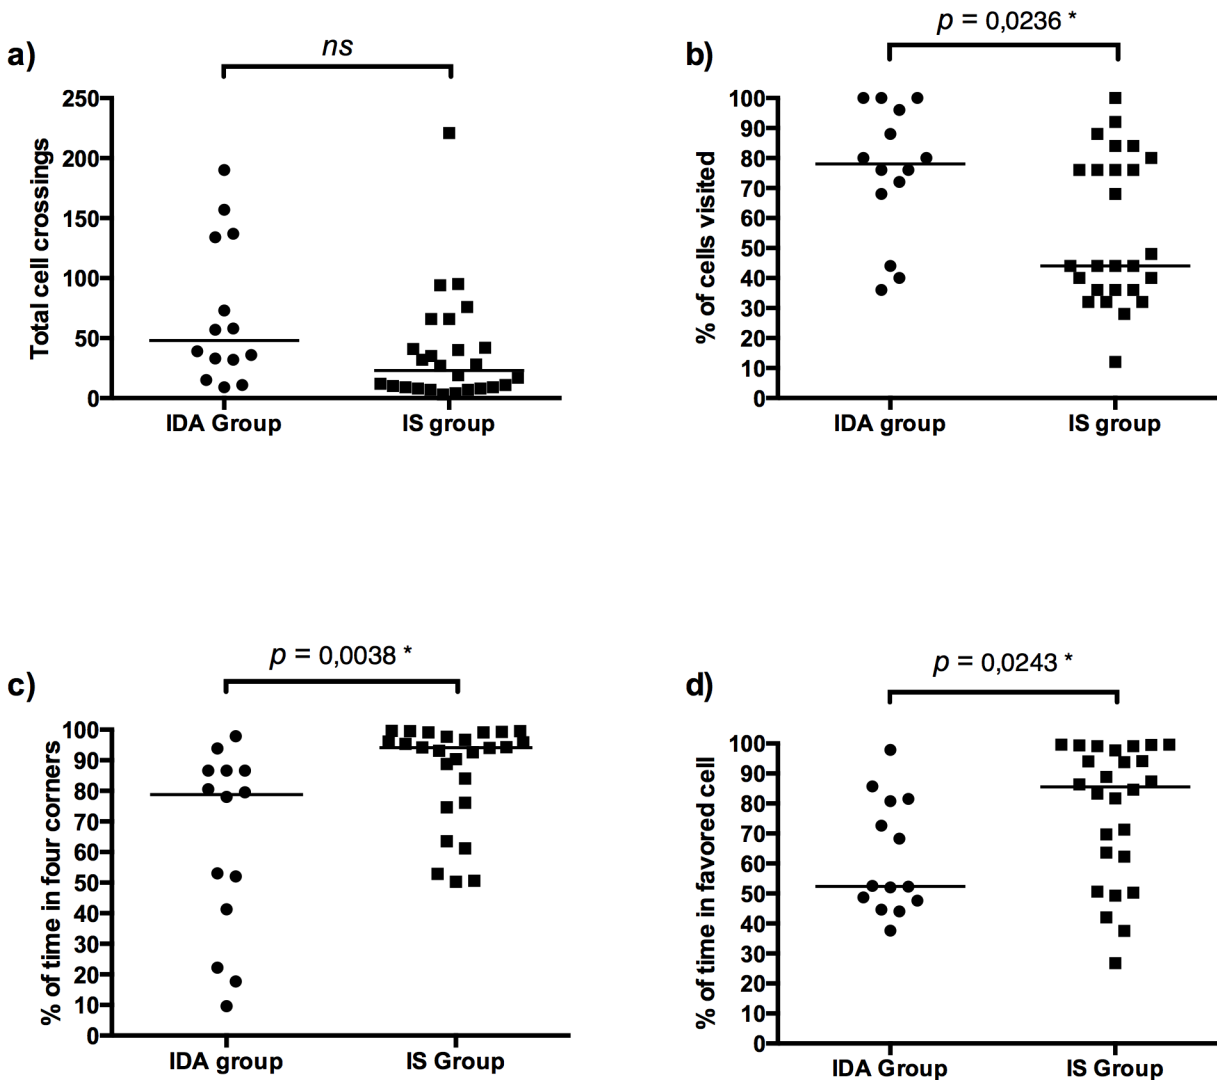 a)
ns
Total cell crossings
250
200
150
100
50
0
IDA Group
IS group
b)
p = 0,0236 *
% of cells visited
100
90
80
70
60
50
40
30
20
10
0
IDA group
IS group
c)
p = 0,0038 *
% of time in four corners
100
90
80
70
60
50
40
30
20
10
0
IDA group
IS Group
d)
p = 0,0243 *
% of time in favored cell
100
90
80
70
60
50
40
30
20
10
0
IDA Group
IS Group